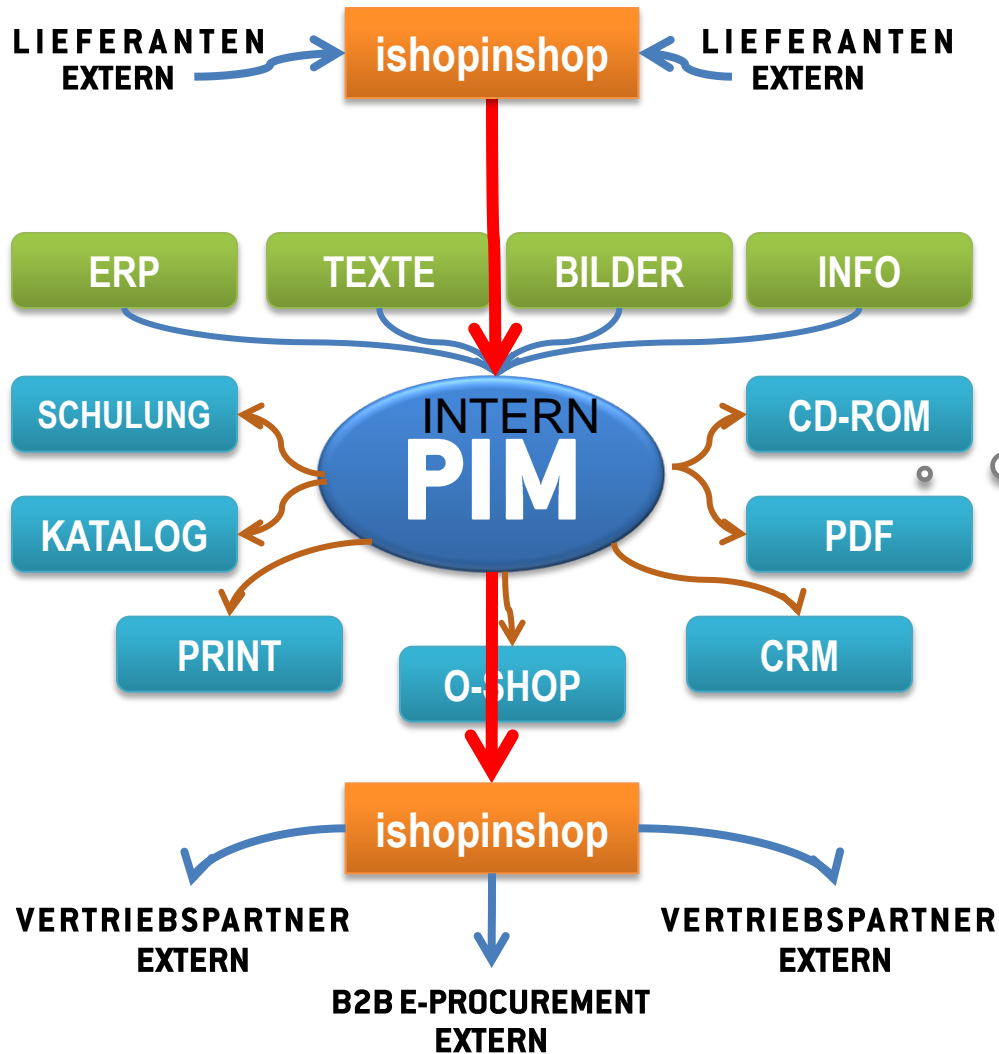 LIEFERANTEN
EXTERN
ishopinshop
LIEFERANTEN
EXTERN
ERP
TEXTE
BILDER
INFO
SCHULUNG
INTERN
PIM
CD-ROM
KATALOG
PDF
PRINT
O-SHOP
CRM
ishopinshop
VERTRIEBSPARTNER
EXTERN
VERTRIEBSPARTNER
EXTERN
B2B E-PROCUREMENT
EXTERN